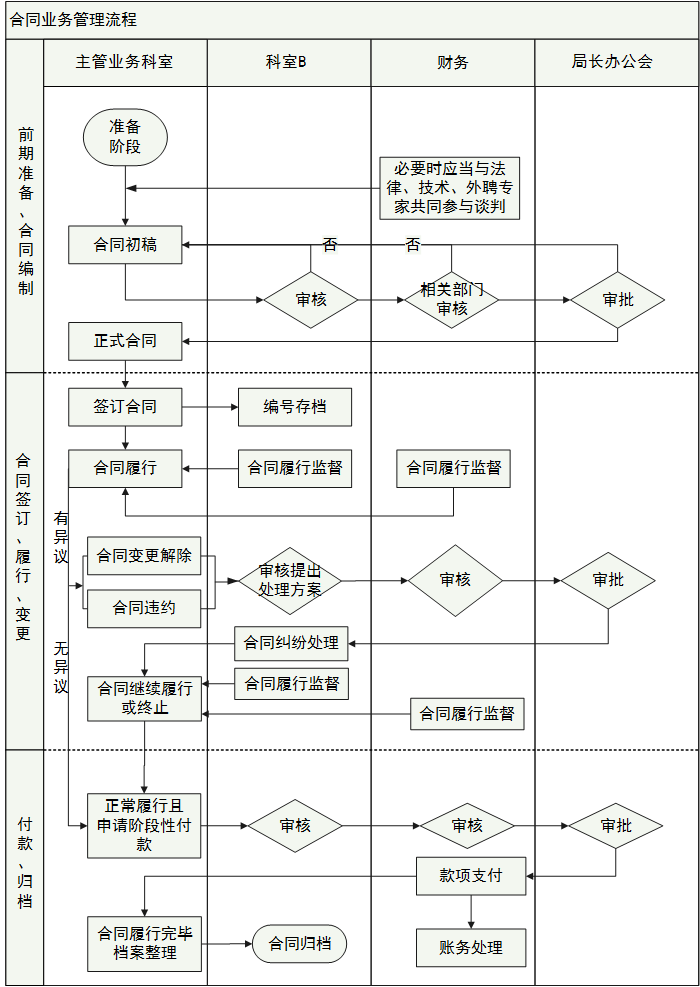 合同业务管理流程
主管业务科室
科室B
财务
局长办公会
前期准备、合同编制
准备
阶段
必要时应当与法
律、技术、外聘专
家共同参与谈判
合同初稿
否
否
审核
相关部门
审核
审批
正式合同
合同签订、履行、变更
签订合同
编号存档
合同履行
合同履行监督
合同履行监督
有异议
合同变更解除
合同违约
审核提出
处理方案
审核
审批
无异议
合同纠纷处理
合同继续履行
或终止
合同履行监督
合同履行监督
付款、归档
正常履行且
申请阶段性付
款
审核
审核
审批
款项支付
合同履行完毕
档案整理
合同归档
账务处理